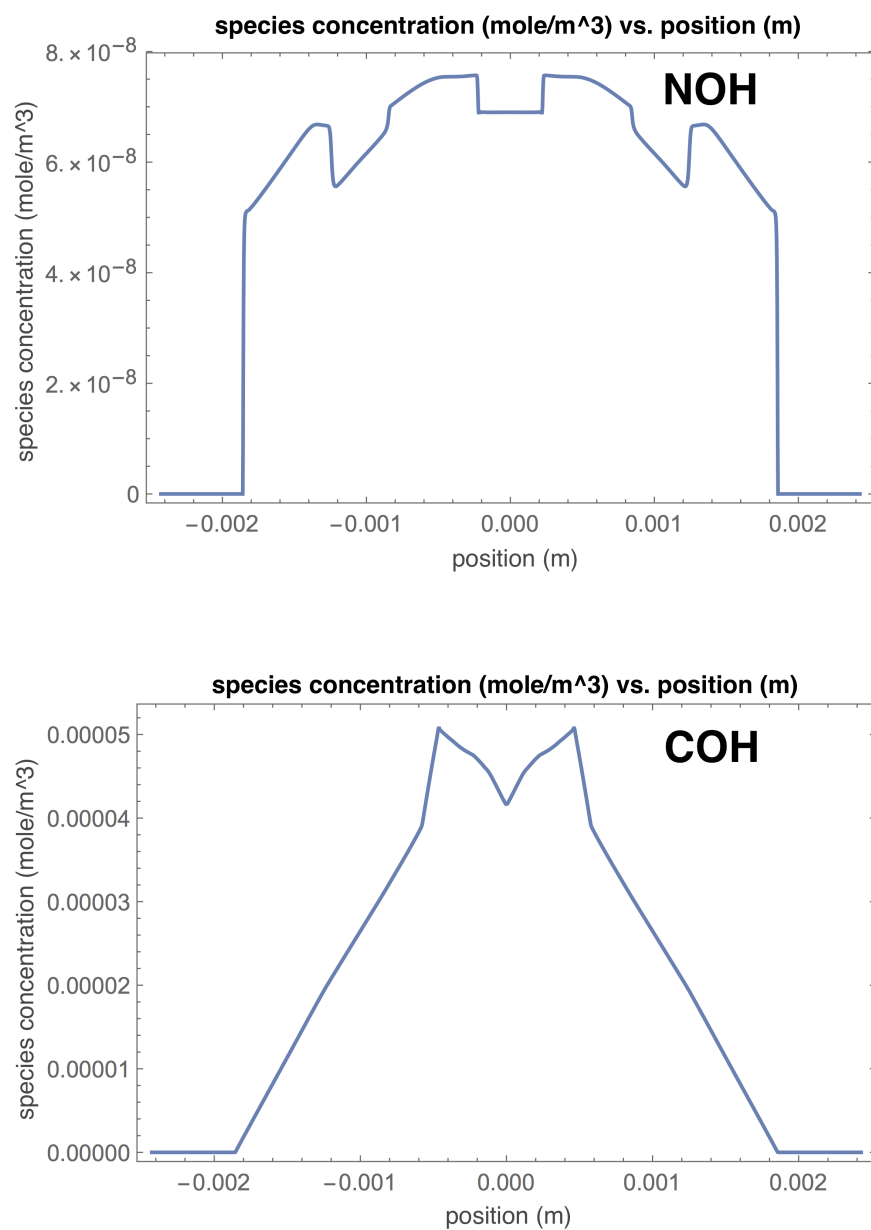 species concentration (mole/m^3) vs. position (m)
NOH
species concentration (mole/m^3)
8.×10−8
6.×10−8
4.×10−8
2.×10−8
0
−0.002 −0.001 0.000 0.001 0.002
position (m)
species concentration (mole/m^3) vs. position (m)
COH
species concentration (mole/m^3)
0.00005
0.00004
0.00003
0.00002
0.00001
0.00000
−0.002 −0.001 0.000 0.001 0.002
position (m)